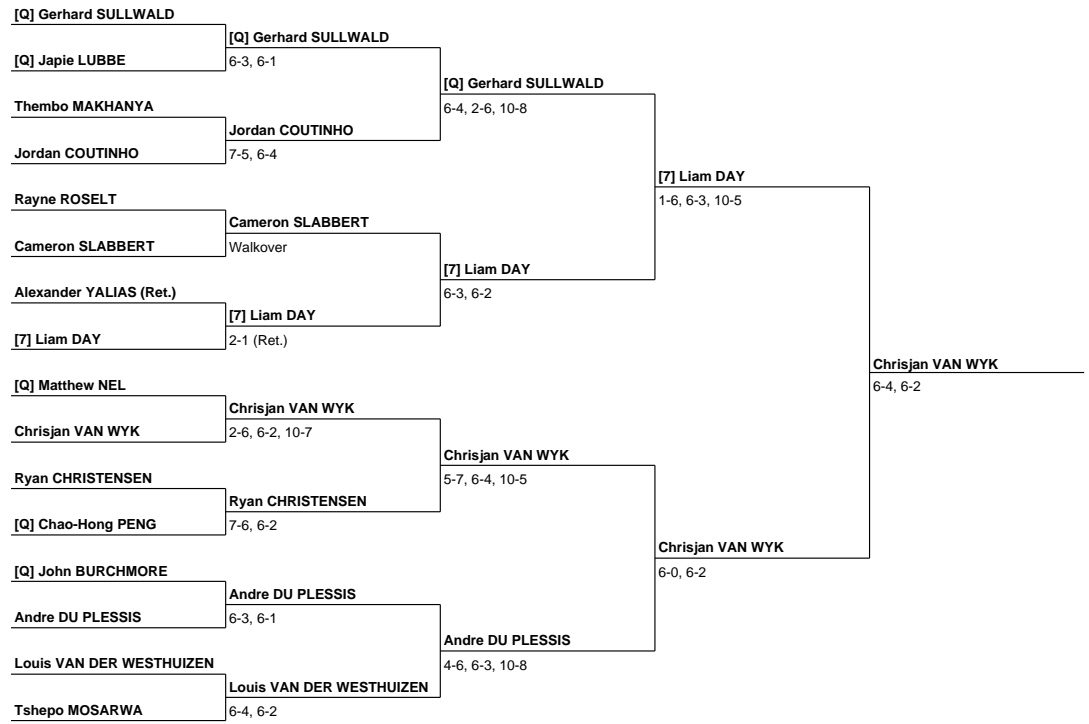 [Q] Gerhard SULLWALD
[Q] Gerhard SULLWALD
[Q] Japie LUBBE
6-3, 6-1
[Q] Gerhard SULLWALD
Thembo MAKHANYA
6-4, 2-6, 10-8
Jordan COUTINHO
Jordan COUTINHO
7-5, 6-4
[7] Liam DAY
Rayne ROSELT
1-6, 6-3, 10-5
Cameron SLABBERT
Cameron SLABBERT
Walkover
[7] Liam DAY
Alexander YALIAS (Ret.)
6-3, 6-2
[7] Liam DAY
[7] Liam DAY
2-1 (Ret.)
Chrisjan VAN WYK
[Q] Matthew NEL
6-4, 6-2
Chrisjan VAN WYK
Chrisjan VAN WYK
2-6, 6-2, 10-7
Chrisjan VAN WYK
Ryan CHRISTENSEN
5-7, 6-4, 10-5
Ryan CHRISTENSEN
[Q] Chao-Hong PENG
7-6, 6-2
Chrisjan VAN WYK
[Q] John BURCHMORE
6-0, 6-2
Andre DU PLESSIS
Andre DU PLESSIS
6-3, 6-1
Andre DU PLESSIS
Louis VAN DER WESTHUIZEN
4-6, 6-3, 10-8
Louis VAN DER WESTHUIZEN
Tshepo MOSARWA
6-4, 6-2